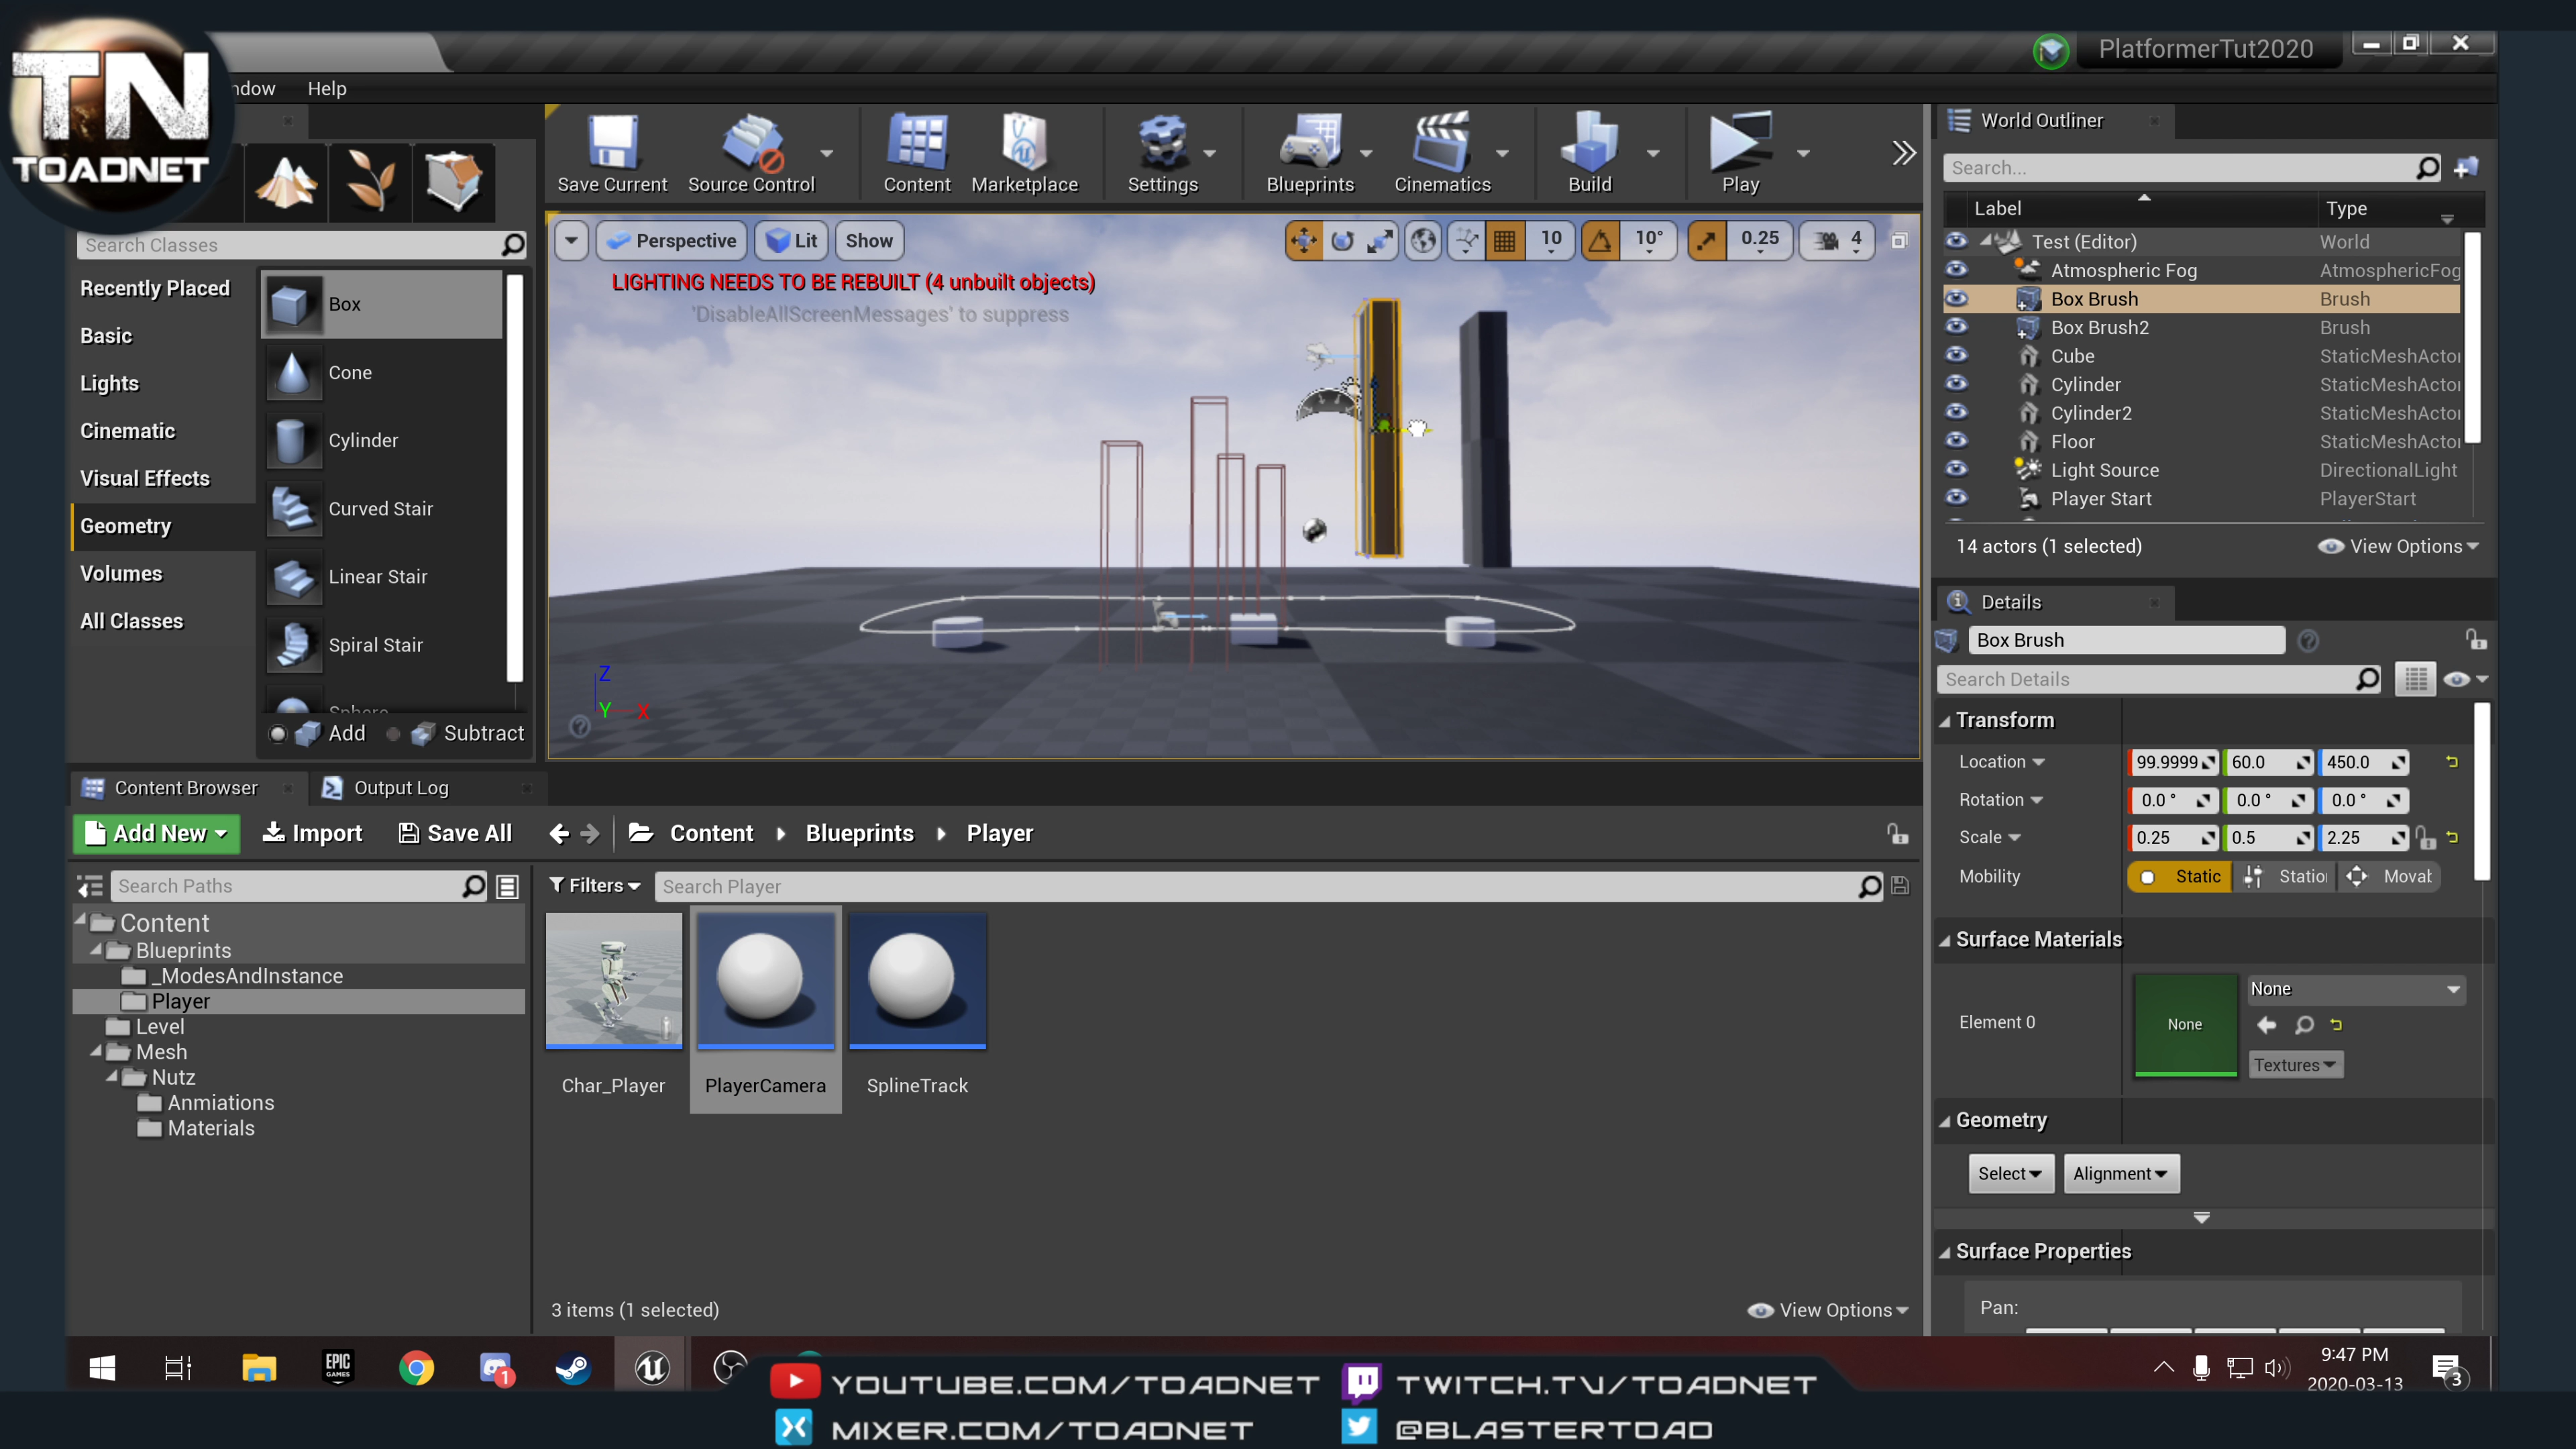 TN
TOADNET
PlatformerTut2020
ndow Help
Save Current Source Control Content Marketplace Settings Blueprints Cinematics Build Play
World Outliner
Search...
Label Type
Test (Editor) World
Atmospheric Fog AtmosphericFog
Box Brush Brush
Box Brush2 Brush
Cube StaticMeshActor
Cylinder StaticMeshActor
Cylinder2 StaticMeshActor
Floor StaticMeshActor
Light Source DirectionalLight
Player Start PlayerStart
14 actors (1 selected) View Options
Search Classes
Recently Placed
Basic
Lights
Cinematic
Visual Effects
Geometry
Volumes
All Classes
Box
Cone
Cylinder
Curved Stair
Linear Stair
Spiral Stair
Sphere
Add Subtract
Perspective Lit Show 10 10° 0.25 4
LIGHTING NEEDS TO BE REBUILT (4 unbuilt objects)
'DisableAllScreenMessages' to suppress
Z
Y X
Details
Box Brush
Search Details
Transform
Location 99.9999 60.0 450.0
Rotation 0.0 ° 0.0 ° 0.0 °
Scale 0.25 0.5 2.25
Mobility Static Station Movab
Surface Materials
Element 0 None None
Textures
Geometry
Select Alignment
Surface Properties
Pan:
Content Browser Output Log
Add New Import Save All Content Blueprints Player
Search Paths
Filters Search Player
Content
Blueprints
_ModesAndInstance
Player
Level
Mesh
Nutz
Anmiations
Materials
Char_Player PlayerCamera SplineTrack
3 items (1 selected) View Options
EPIC
GAMES
1
9:47 PM
2020-03-13
3
YOUTUBE.COM/TOADNET TWITCH.TV/TOADNET
MIXER.COM/TOADNET @BLASTERTOAD